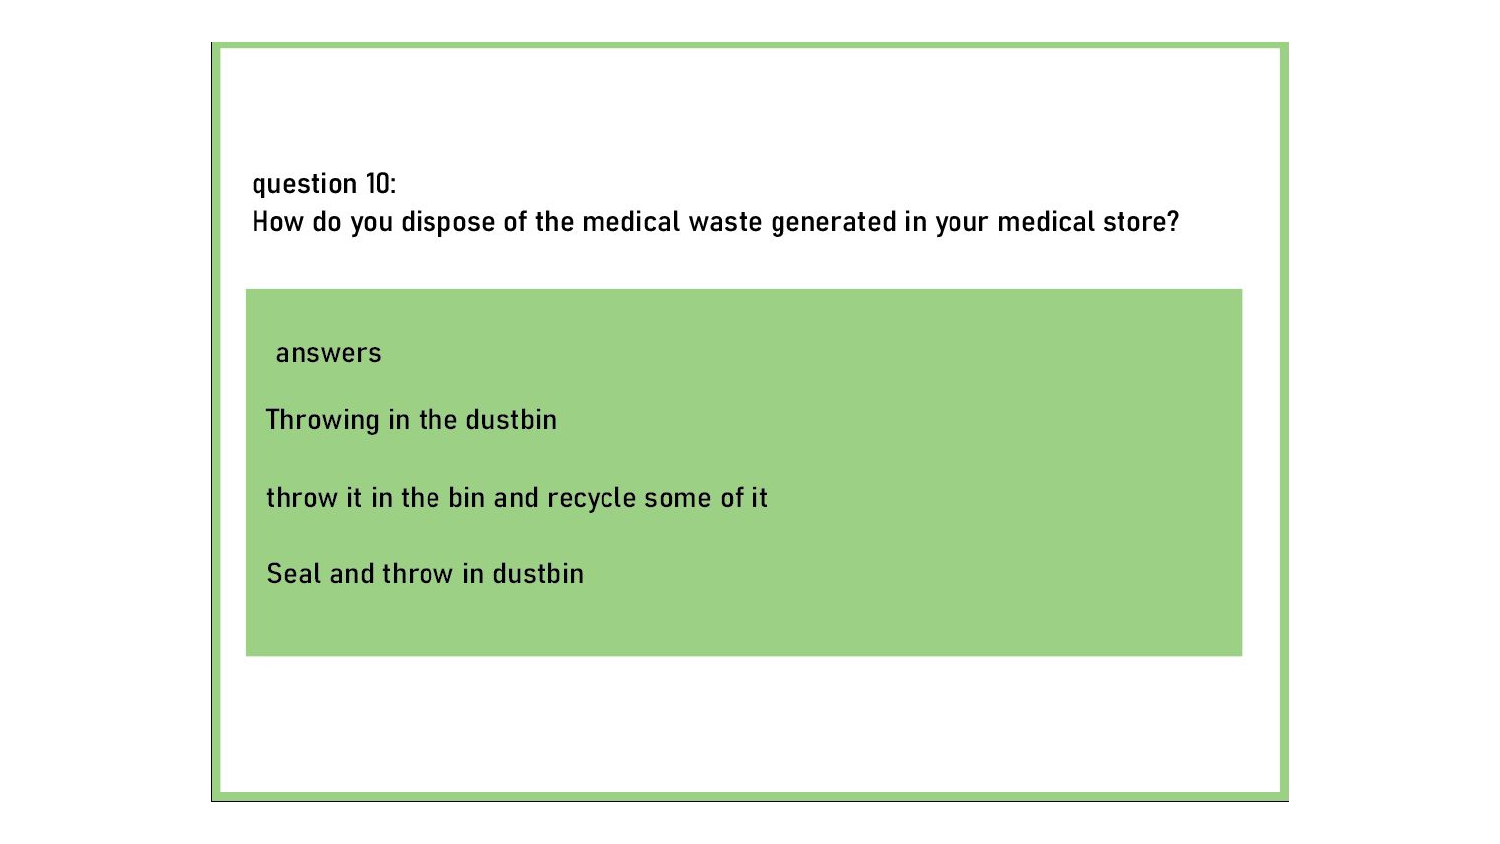 question 10:
How do you dispose of the medical waste generated in your medical store?
answers
Throwing in the dustbin
throw it in the bin and recycle some of it
Seal and throw in dustbin